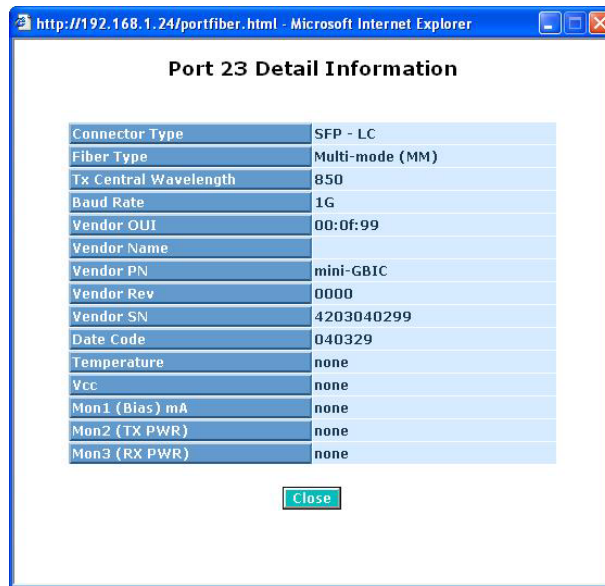 http://192.168.1.24/portfiber.html - Microsoft Internet Explorer
Port 23 Detail Information
Connector Type SFP - LC
Fiber Type Multi-mode (MM)
Tx Central Wavelength 850
Baud Rate 1G
Vendor OUI 00:0f:99
Vendor Name
Vendor PN mini-GBIC
Vendor Rev 0000
Vendor SN 4203040299
Date Code 040329
Temperature none
Vcc none
Mon1 (Bias) mA none
Mon2 (TX PWR) none
Mon3 (RX PWR) none
Close